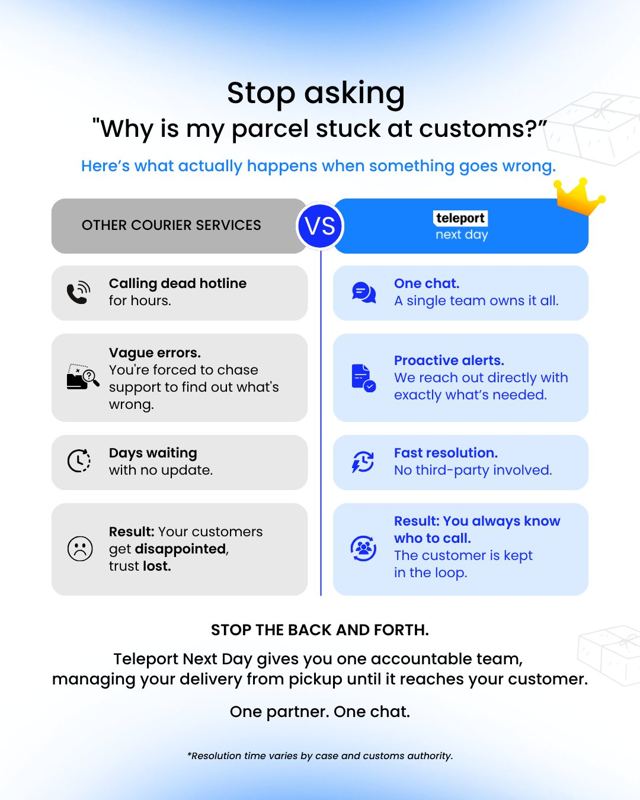 Stop asking
"Why is my parcel stuck at customs?”
Here’s what actually happens when something goes wrong.
OTHER COURIER SERVICES
VS
teleport
next day
Calling dead hotline
for hours.
One chat.
A single team owns it all.
Vague errors.
You're forced to chase
support to find out what's
wrong.
Proactive alerts.
We reach out directly with
exactly what’s needed.
Days waiting
with no update.
Fast resolution.
No third-party involved.
Result: Your customers
get disappointed,
trust lost.
Result: You always know
who to call.
The customer is kept
in the loop.
STOP THE BACK AND FORTH.
Teleport Next Day gives you one accountable team,
managing your delivery from pickup until it reaches your customer.
One partner. One chat.
*Resolution time varies by case and customs authority.